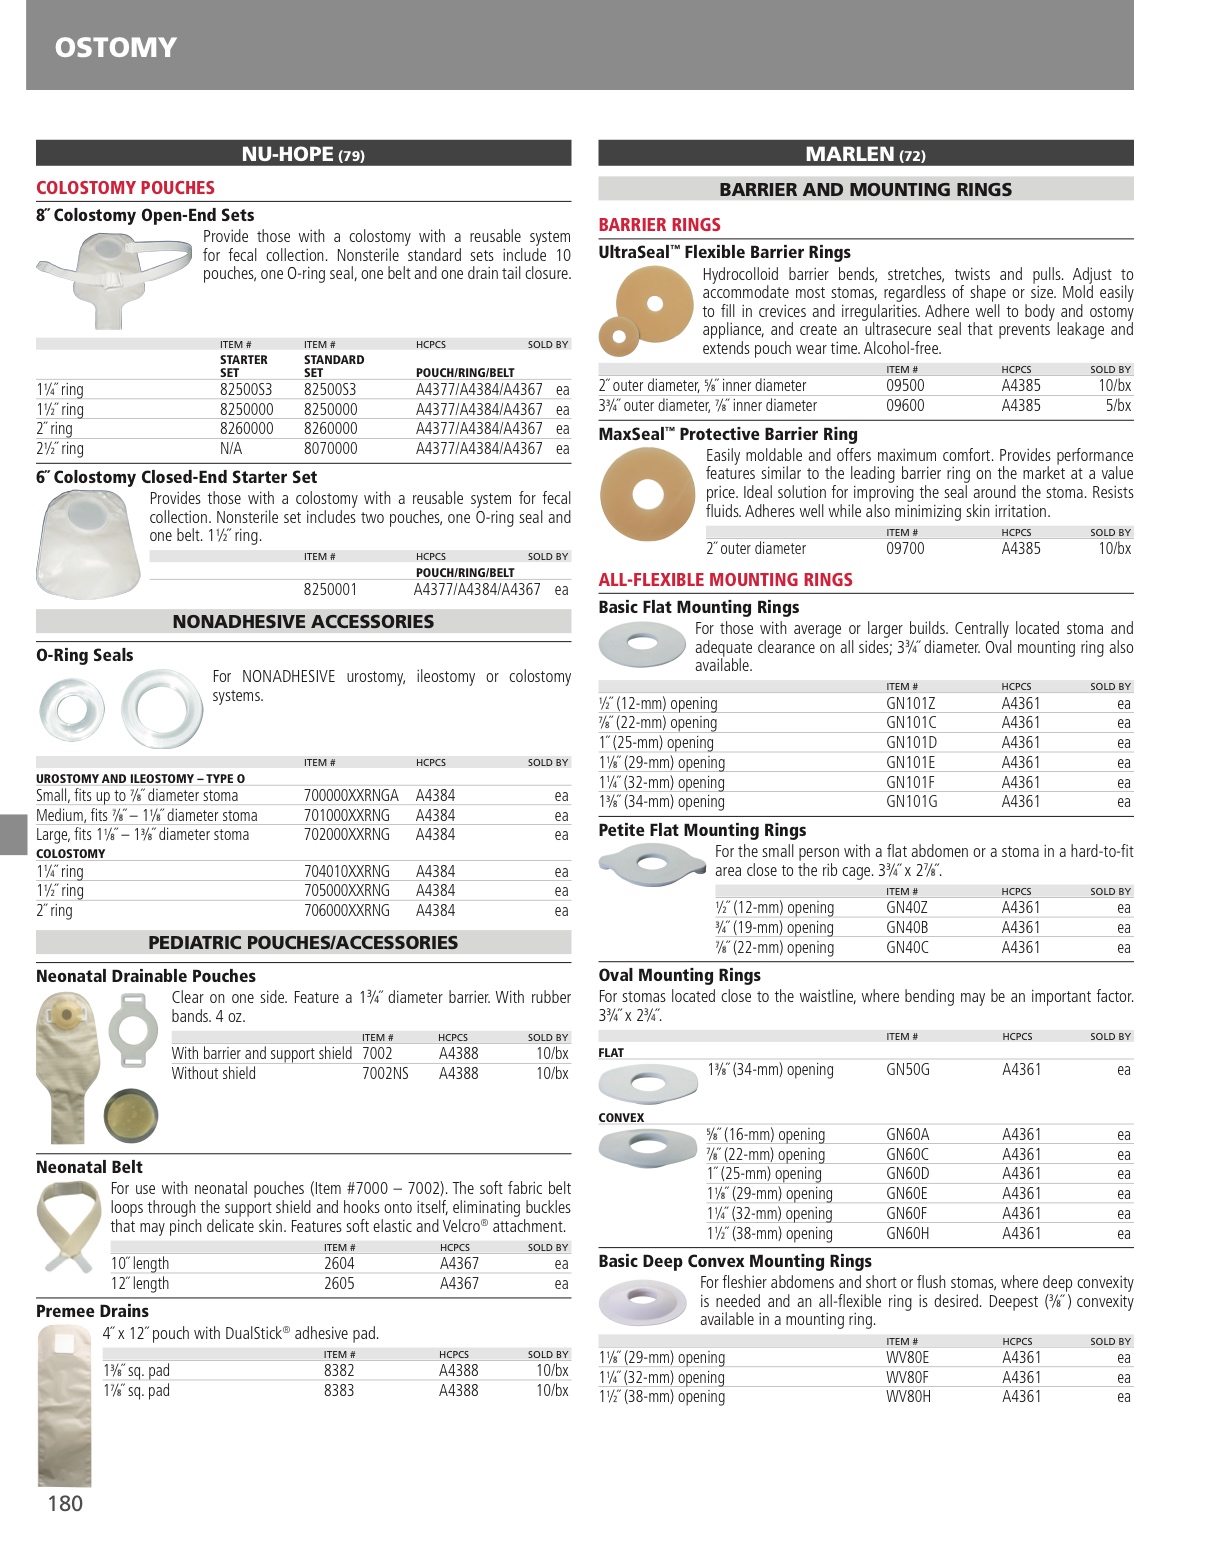 OSTOMY
NU-HOPE (79)
COLOSTOMY POUCHES
8˝ Colostomy Open-End Sets
Provide those with a colostomy with a reusable system
for fecal collection. Nonsterile standard sets include 10
pouches, one O-ring seal, one belt and one drain tail closure.
ITEM # ITEM # HCPCS SOLD BY
STARTER SET STANDARD SET POUCH/RING/BELT
1¼˝ ring 82500S3 82500S3 A4377/A4384/A4367 ea
1½˝ ring 8250000 8250000 A4377/A4384/A4367 ea
2˝ ring 8260000 8260000 A4377/A4384/A4367 ea
2½˝ ring N/A 8070000 A4377/A4384/A4367 ea
6˝ Colostomy Closed-End Starter Set
Provides those with a colostomy with a reusable system for fecal
collection. Nonsterile set includes two pouches, one O-ring seal and
one belt. 1½˝ ring.
ITEM # HCPCS SOLD BY
POUCH/RING/BELT
8250001 A4377/A4384/A4367 ea
NONADHESIVE ACCESSORIES
O-Ring Seals
For NONADHESIVE urostomy, ileostomy or colostomy
systems.
ITEM # HCPCS SOLD BY
UROSTOMY AND ILEOSTOMY – TYPE O
Small, fits up to ⅞˝ diameter stoma 700000XXRNGA A4384 ea
Medium, fits ⅞˝ – 1⅛˝ diameter stoma 701000XXRNG A4384 ea
Large, fits 1⅛˝ – 1⅜˝ diameter stoma 702000XXRNG A4384 ea
COLOSTOMY
1¼˝ ring 704010XXRNG A4384 ea
1½˝ ring 705000XXRNG A4384 ea
2˝ ring 706000XXRNG A4384 ea
PEDIATRIC POUCHES/ACCESSORIES
Neonatal Drainable Pouches
Clear on one side. Feature a 1¾˝ diameter barrier. With rubber
bands. 4 oz.
ITEM # HCPCS SOLD BY
With barrier and support shield 7002 A4388 10/bx
Without shield 7002NS A4388 10/bx
Neonatal Belt
For use with neonatal pouches (Item #7000 – 7002). The soft fabric belt
loops through the support shield and hooks onto itself, eliminating buckles
that may pinch delicate skin. Features soft elastic and Velcro® attachment.
ITEM # HCPCS SOLD BY
10˝ length 2604 A4367 ea
12˝ length 2605 A4367 ea
Premee Drains
4˝ x 12˝ pouch with DualStick® adhesive pad.
ITEM # HCPCS SOLD BY
1⅜˝ sq. pad 8382 A4388 10/bx
1⅞˝ sq. pad 8383 A4388 10/bx
180
MARLEN (72)
BARRIER AND MOUNTING RINGS
BARRIER RINGS
UltraSeal™ Flexible Barrier Rings
Hydrocolloid barrier bends, stretches, twists and pulls. Adjust to
accommodate most stomas, regardless of shape or size. Mold easily
to fill in crevices and irregularities. Adhere well to body and ostomy
appliance, and create an ultrasecure seal that prevents leakage and
extends pouch wear time. Alcohol-free.
ITEM # HCPCS SOLD BY
2˝ outer diameter, ⅝˝ inner diameter 09500 A4385 10/bx
3¾˝ outer diameter, ⅞˝ inner diameter 09600 A4385 5/bx
MaxSeal™ Protective Barrier Ring
Easily moldable and offers maximum comfort. Provides performance
features similar to the leading barrier ring on the market at a value
price. Ideal solution for improving the seal around the stoma. Resists
fluids. Adheres well while also minimizing skin irritation.
ITEM # HCPCS SOLD BY
2˝ outer diameter 09700 A4385 10/bx
ALL-FLEXIBLE MOUNTING RINGS
Basic Flat Mounting Rings
For those with average or larger builds. Centrally located stoma and
adequate clearance on all sides; 3¾˝ diameter. Oval mounting ring also
available.
ITEM # HCPCS SOLD BY
½˝ (12-mm) opening GN101Z A4361 ea
⅞˝ (22-mm) opening GN101C A4361 ea
1˝ (25-mm) opening GN101D A4361 ea
1⅛˝ (29-mm) opening GN101E A4361 ea
1¼˝ (32-mm) opening GN101F A4361 ea
1⅜˝ (34-mm) opening GN101G A4361 ea
Petite Flat Mounting Rings
For the small person with a flat abdomen or a stoma in a hard-to-fit
area close to the rib cage. 3¾˝ x 2⅞˝.
ITEM # HCPCS SOLD BY
½˝ (12-mm) opening GN40Z A4361 ea
¾˝ (19-mm) opening GN40B A4361 ea
⅞˝ (22-mm) opening GN40C A4361 ea
Oval Mounting Rings
For stomas located close to the waistline, where bending may be an important factor.
3¾˝ x 2¾˝.
ITEM # HCPCS SOLD BY
FLAT
1⅜˝ (34-mm) opening GN50G A4361 ea
CONVEX
⅝˝ (16-mm) opening GN60A A4361 ea
⅞˝ (22-mm) opening GN60C A4361 ea
1˝ (25-mm) opening GN60D A4361 ea
1⅛˝ (29-mm) opening GN60E A4361 ea
1¼˝ (32-mm) opening GN60F A4361 ea
1½˝ (38-mm) opening GN60H A4361 ea
Basic Deep Convex Mounting Rings
For fleshier abdomens and short or flush stomas, where deep convexity
is needed and an all-flexible ring is desired. Deepest (⅜˝ ) convexity
available in a mounting ring.
ITEM # HCPCS SOLD BY
1⅛˝ (29-mm) opening WV80E A4361 ea
1¼˝ (32-mm) opening WV80F A4361 ea
1½˝ (38-mm) opening WV80H A4361 ea